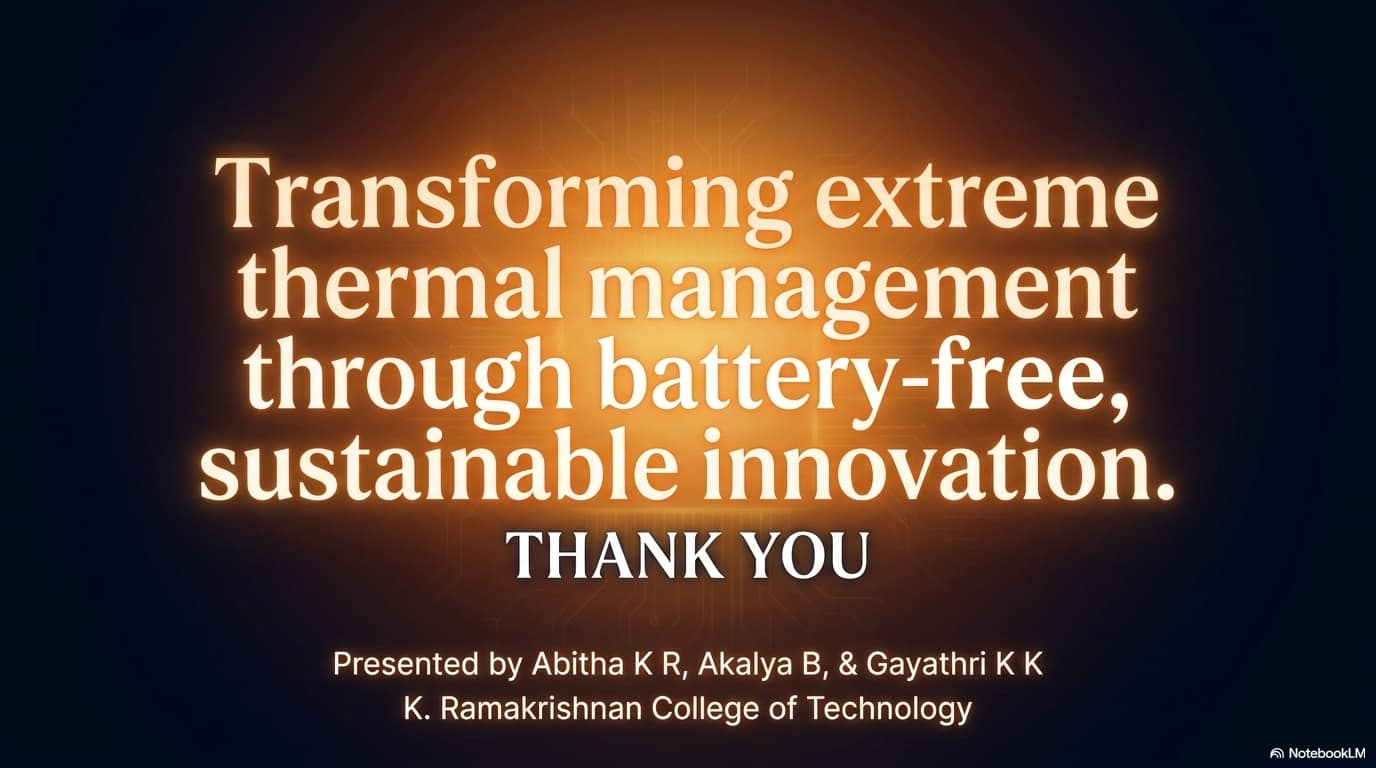 Transforming extreme
thermal management
through battery-free,
sustainable innovation.
THANK YOU
Presented by Abitha K R, Akalya B, & Gayathri K K
K. Ramakrishnan College of Technology
NotebookLM